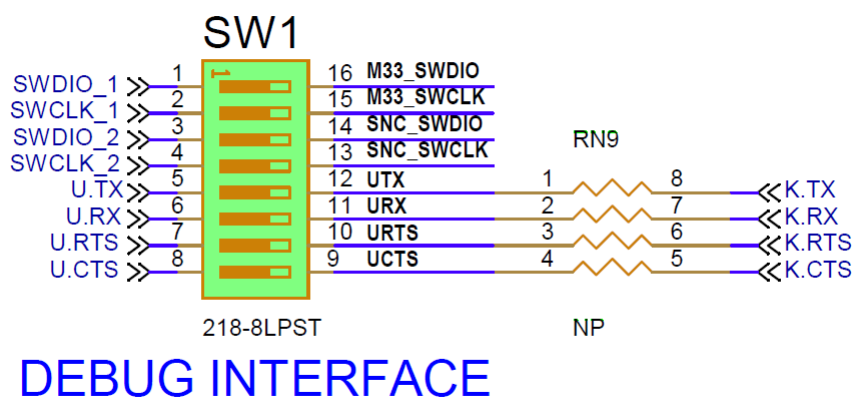 SW1
SWDIO_1 1 1 16 M33_SWDIO
SWCLK_1 2 15 M33_SWCLK
SWDIO_2 3 14 SNC_SWDIO
RN9
SWCLK_2 4 13 SNC_SWCLK
U.TX 5 12 UTX 1 8 K.TX
U.RX 6 11 URX 2 7 K.RX
U.RTS 7 10 URTS 3 6 K.RTS
U.CTS 8 9 UCTS 4 5 K.CTS
218-8LPST NP
DEBUG INTERFACE